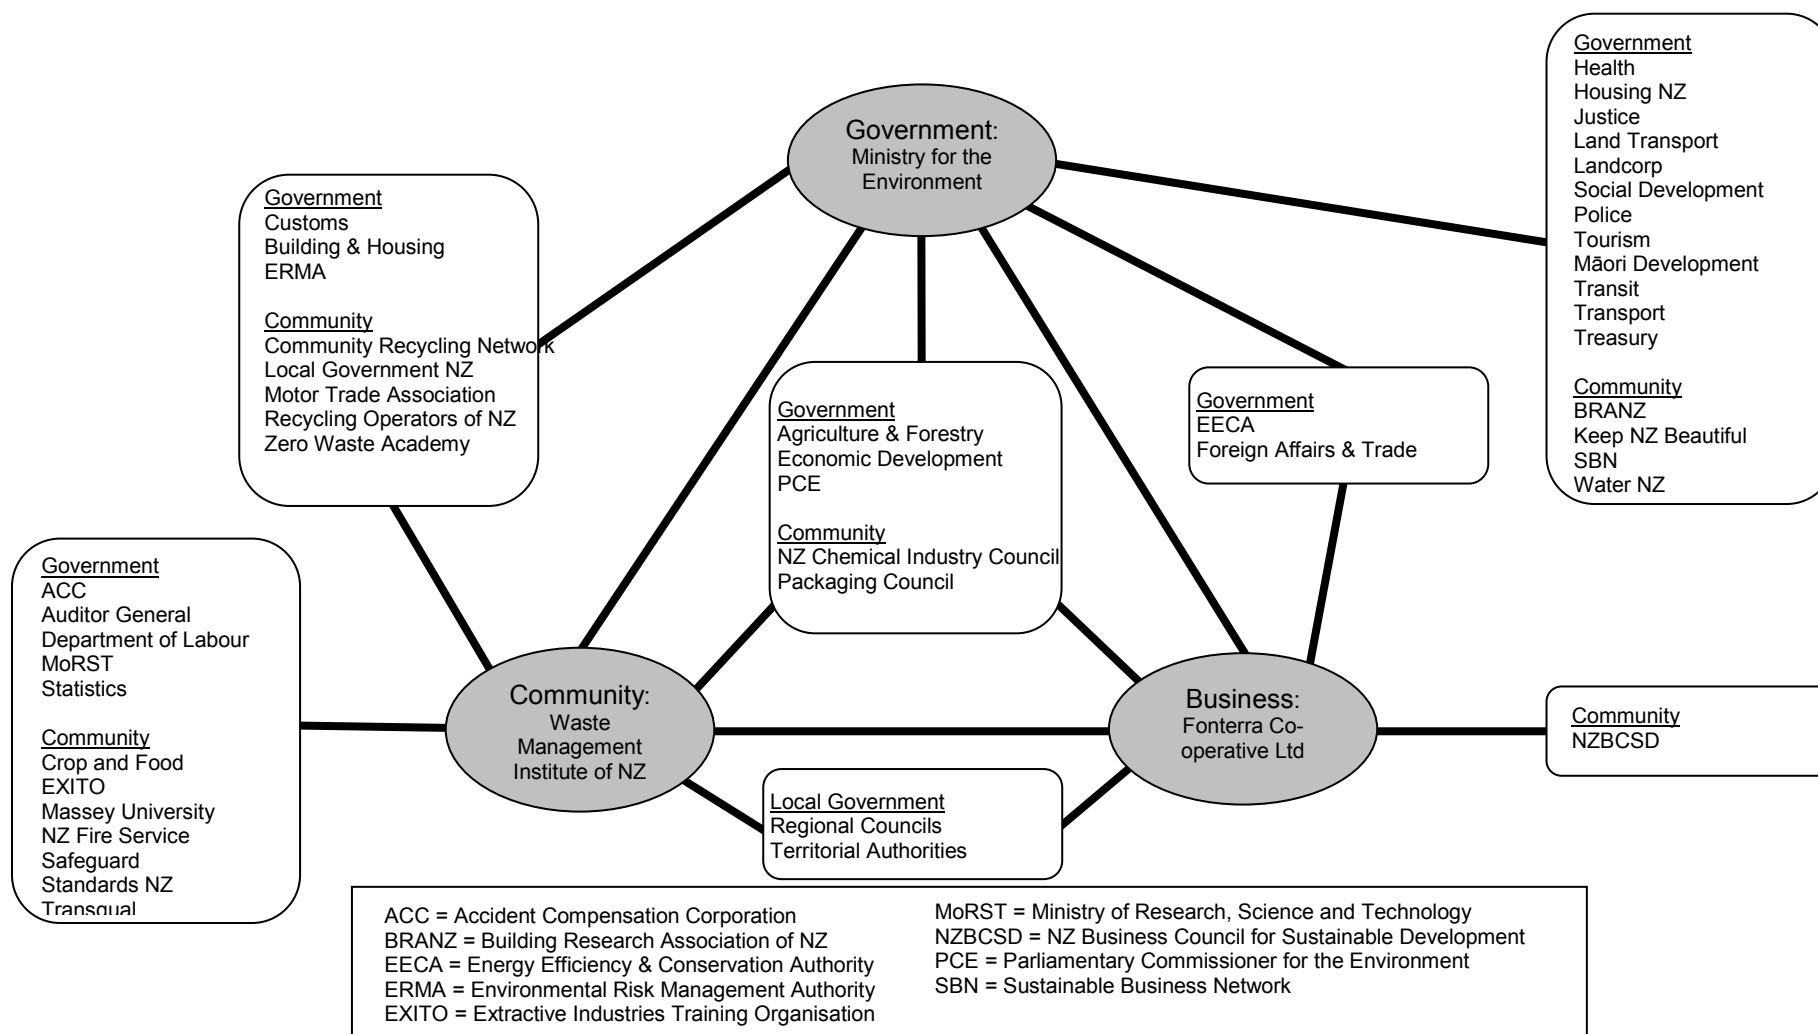 Government:
Ministry for the
Environment
Government
Health
Housing NZ
Justice
Land Transport
Landcorp
Social Development
Police
Tourism
Māori Development
Transit
Transport
Treasury
Community
BRANZ
Keep NZ Beautiful
SBN
Water NZ
Government
Customs
Building & Housing
ERMA
Community
Community Recycling Network
Local Government NZ
Motor Trade Association
Recycling Operators of NZ
Zero Waste Academy
Government
Agriculture & Forestry
Economic Development
PCE
Community
NZ Chemical Industry Council
Packaging Council
Government
EECA
Foreign Affairs & Trade
Government
ACC
Auditor General
Department of Labour
MoRST
Statistics
Community
Crop and Food
EXITO
Massey University
NZ Fire Service
Safeguard
Standards NZ
Transqual
Community:
Waste
Management
Institute of NZ
Business:
Fonterra Co-
operative Ltd
Community
NZBCSD
Local Government
Regional Councils
Territorial Authorities
ACC = Accident Compensation Corporation
BRANZ = Building Research Association of NZ
EECA = Energy Efficiency & Conservation Authority
ERMA = Environmental Risk Management Authority
EXITO = Extractive Industries Training Organisation
MoRST = Ministry of Research, Science and Technology
NZBCSD = NZ Business Council for Sustainable Development
PCE = Parliamentary Commissioner for the Environment
SBN = Sustainable Business Network